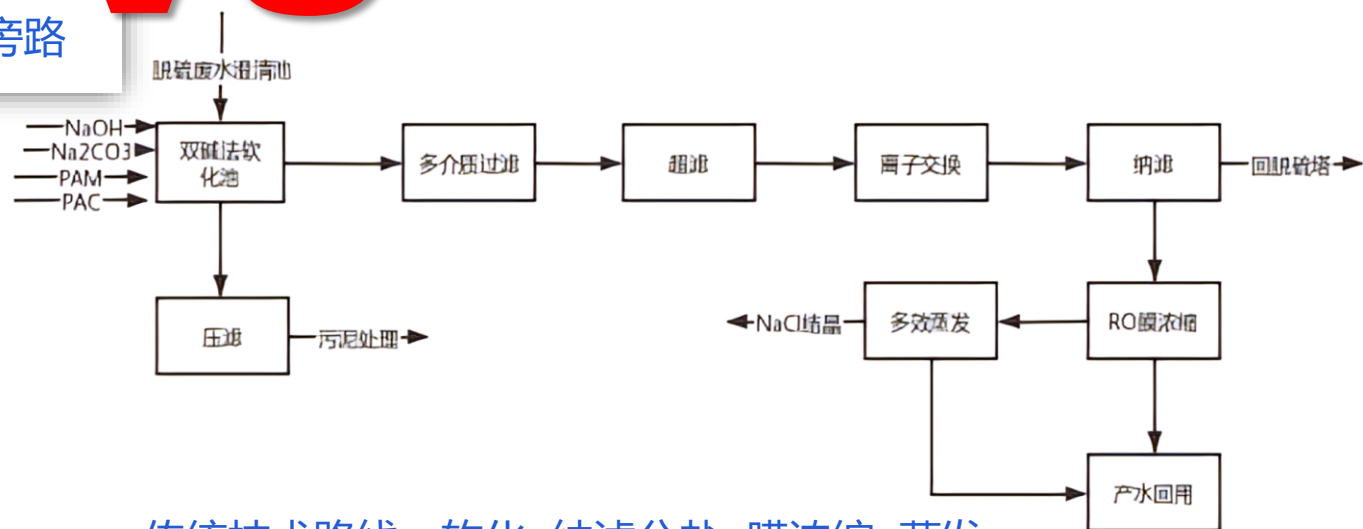 旁路
脱硫废水澄清池
NaOH
Na2CO3
PAM
PAC
双碱法软
化池
多介质过滤
超滤
离子交换
纳滤
回脱硫塔
压滤
污泥处理
NaCl结晶
多效蒸发
RO膜浓缩
产水回用